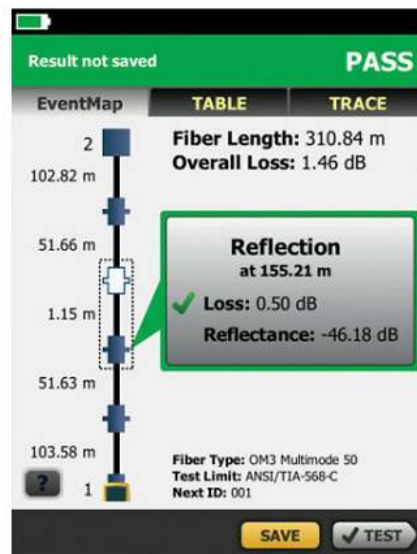 Result not saved
PASS
EventMap
TABLE
TRACE
2
Fiber Length: 310.84 m
Overall Loss: 1.46 dB
102.82 m
51.66 m
Reflection
at 155.21 m
Loss: 0.50 dB
Reflectance: -46.18 dB
1.15 m
51.63 m
103.58 m
Fiber Type: OM3 Multimode 50
Test Limit: ANSI/TIA-568-C
Next ID: 001
?
1
SAVE
TEST